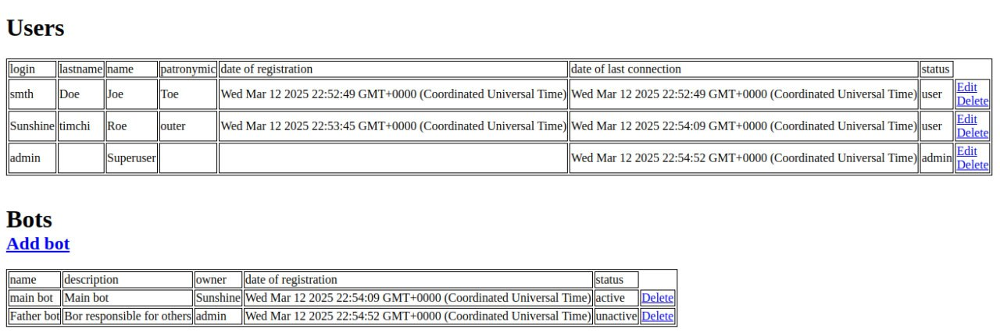 Users
login lastname name patronymic date of registration date of last connection status
smth Doe Joe Toe Wed Mar 12 2025 22:52:49 GMT+0000 (Coordinated Universal Time) Wed Mar 12 2025 22:52:49 GMT+0000 (Coordinated Universal Time) user Edit
Delete
Sunshine timchi Roe outer Wed Mar 12 2025 22:53:45 GMT+0000 (Coordinated Universal Time) Wed Mar 12 2025 22:54:09 GMT+0000 (Coordinated Universal Time) user Edit
Delete
admin Superuser Wed Mar 12 2025 22:54:52 GMT+0000 (Coordinated Universal Time) admin Edit
Delete
Bots
Add bot
name description owner date of registration status
main bot Main bot Sunshine Wed Mar 12 2025 22:54:09 GMT+0000 (Coordinated Universal Time) active Delete
Father bot Bor responsible for others admin Wed Mar 12 2025 22:54:52 GMT+0000 (Coordinated Universal Time) unactive Delete